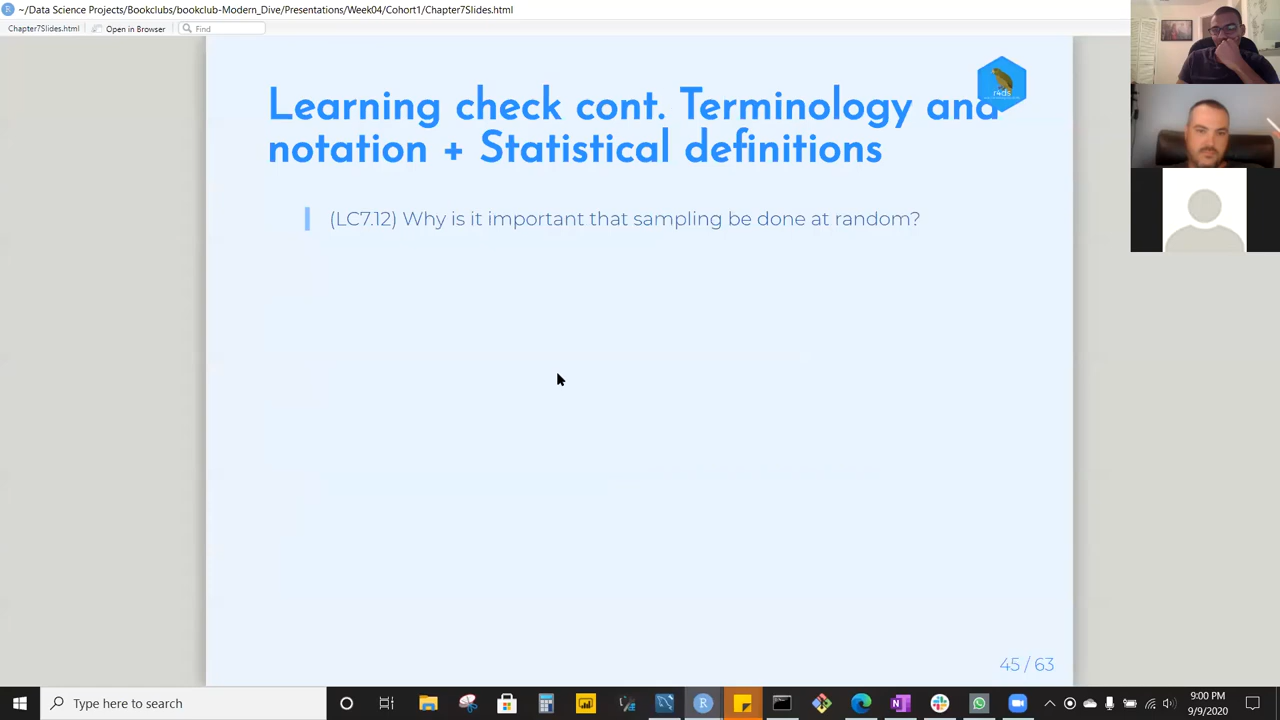 ~/Data Science Projects/Bookclubs/bookclub-Modern_Dive/Presentations/Week04/Cohort1/Chapter7Slides.html
Chapter7Slides.html
Open in Browser
Find
r4ds
Learning check cont. Terminology and
notation + Statistical definitions
(LC7.12) Why is it important that sampling be done at random?
45 / 63
Type here to search
9:00 PM
9/9/2020